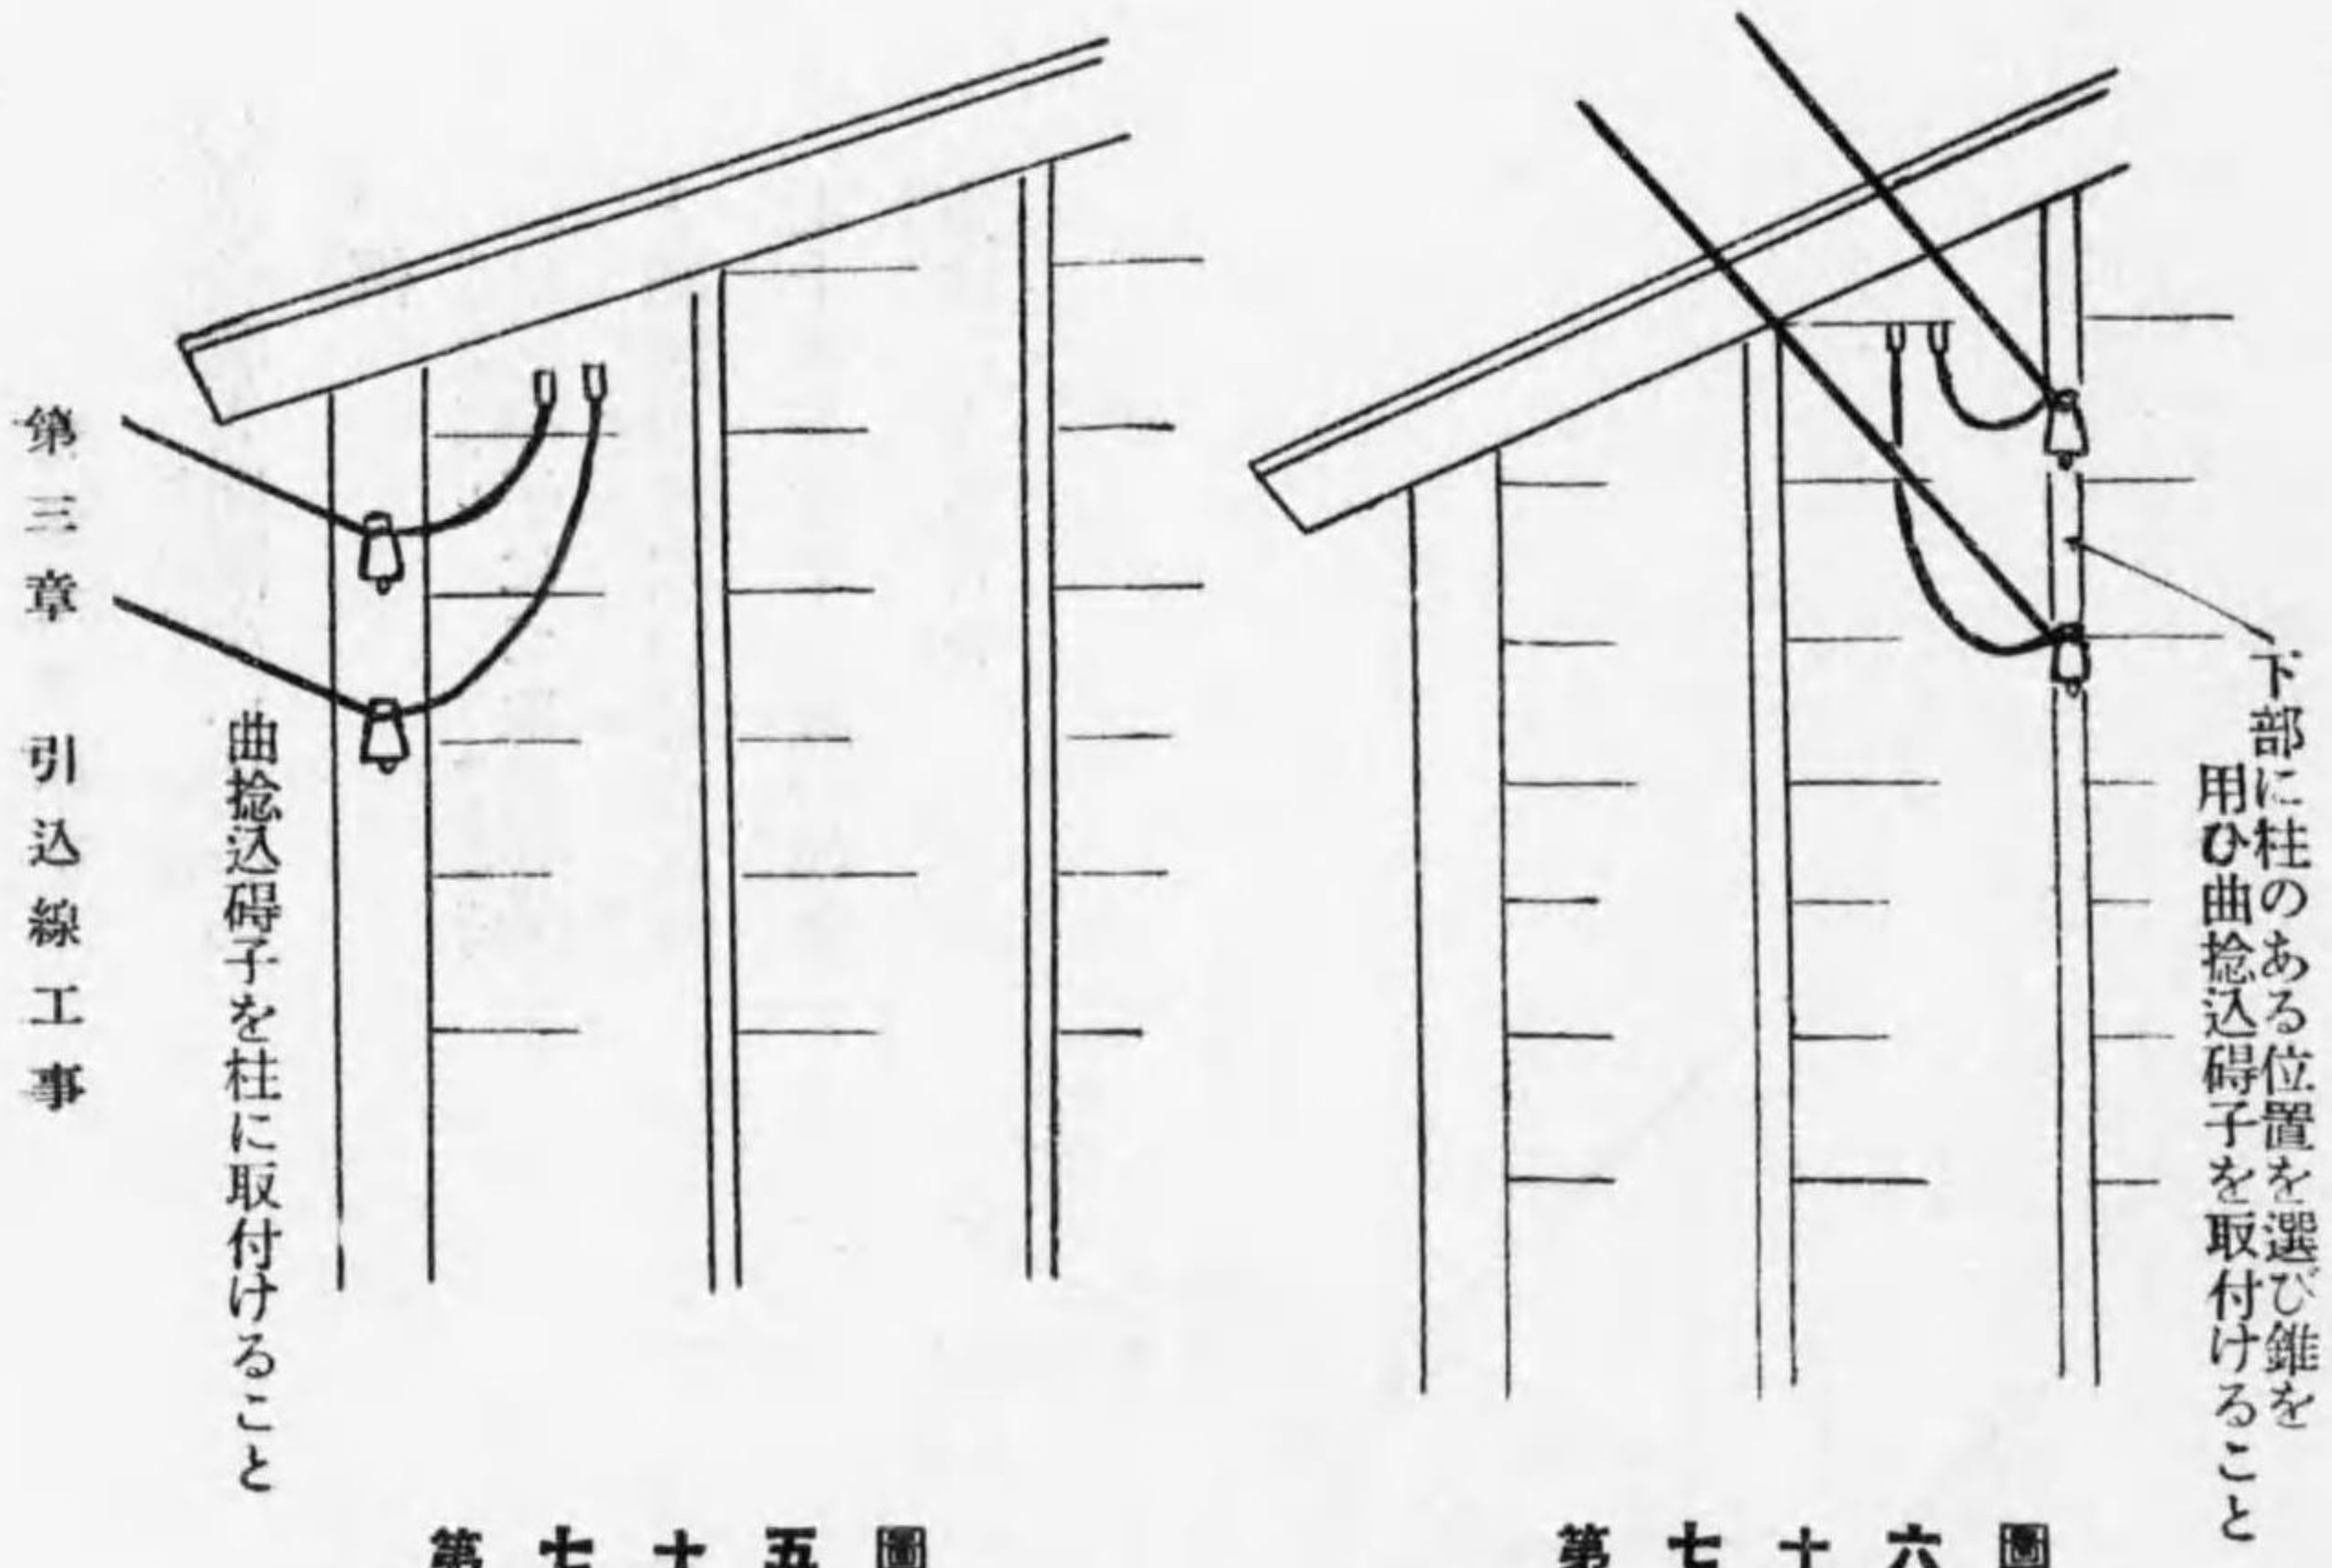 下部に柱のある位置を選び錐を
用ひ曲捻込碍子を取付けること
第七十六圖
曲捻込碍子を柱に取付けること
第七十五圖
第三章 引込線工事